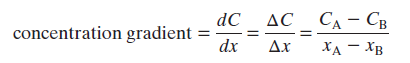 concentration gradient = dC/dx = ΔC/Δx = (C_A − C_B)/(x_A − x_B)